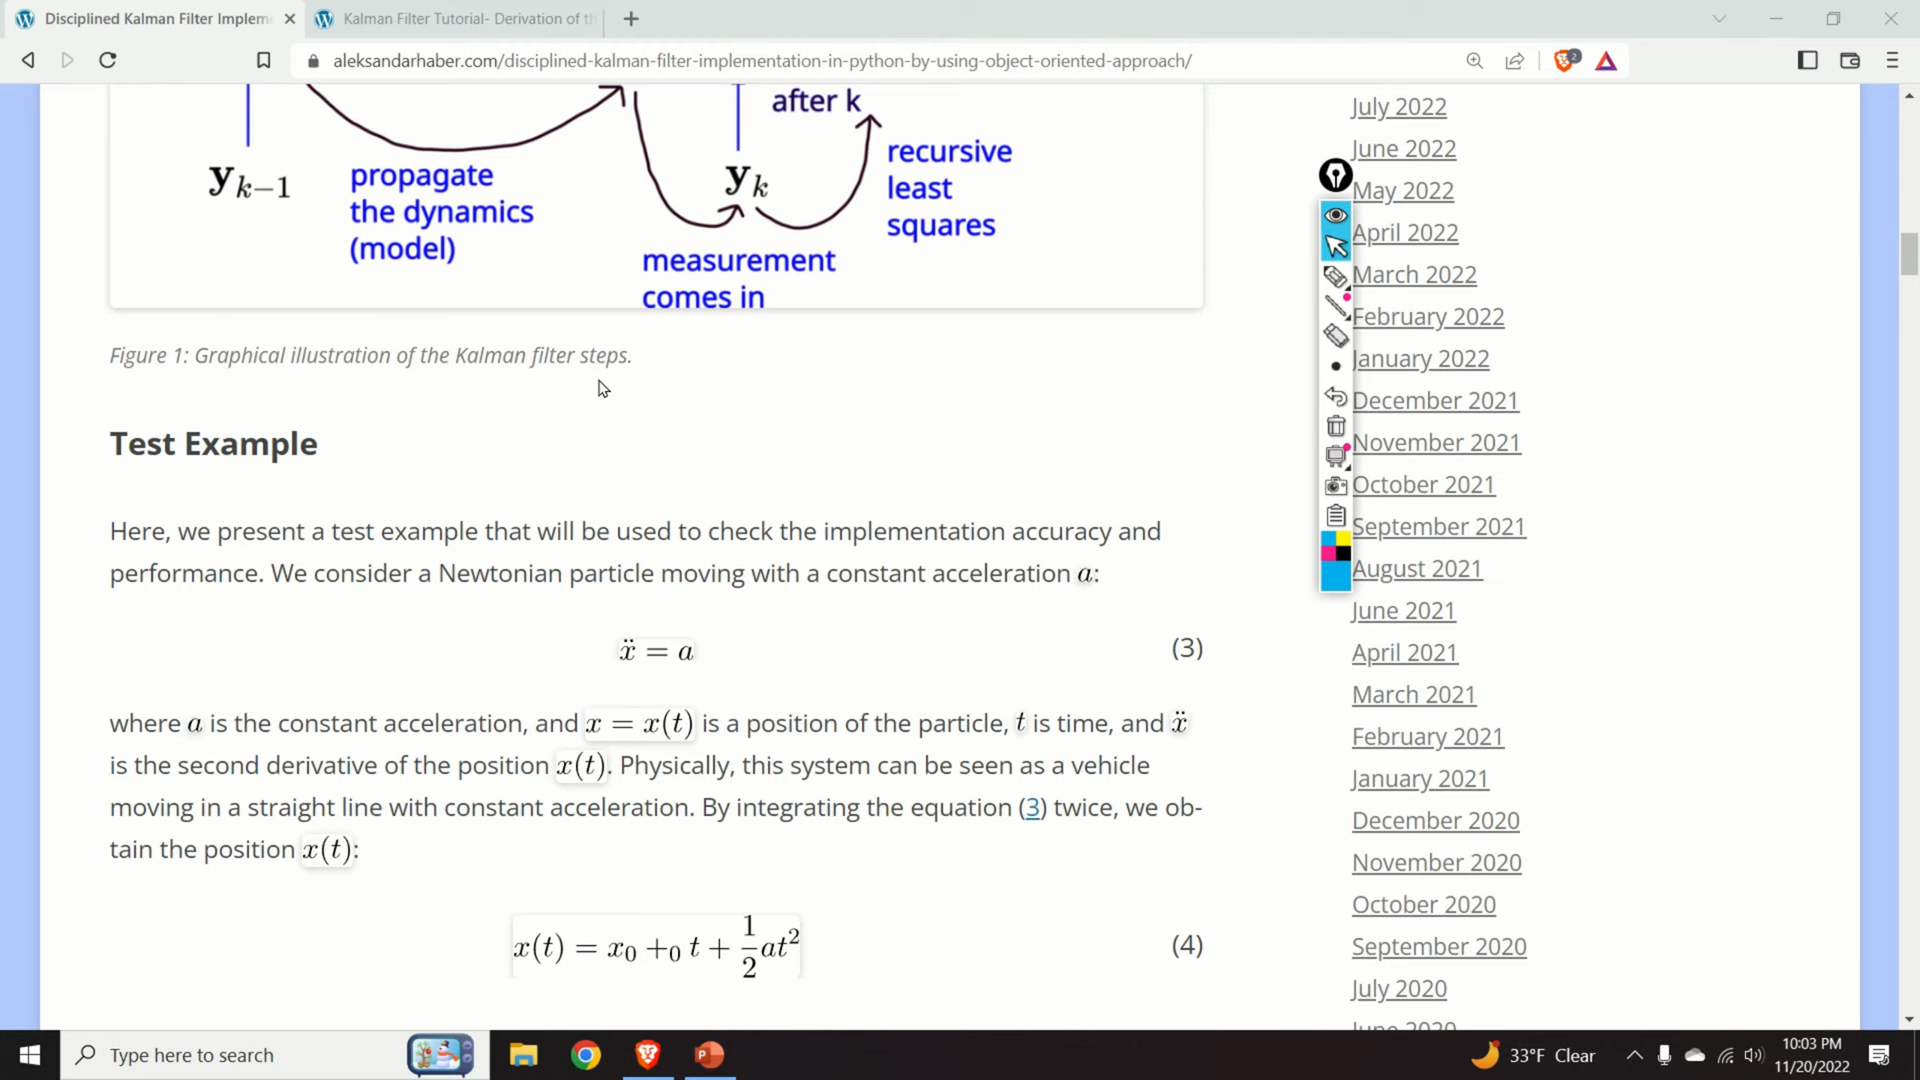 Disciplined Kalman Filter Implem
Kalman Filter Tutorial- Derivation of th
aleksandarhaber.com/disciplined-kalman-filter-implementation-in-python-by-using-object-oriented-approach/
2
after k
recursive
least
squares
y_{k−1}
propagate
the dynamics
(model)
y_k
measurement
comes in
Figure 1: Graphical illustration of the Kalman filter steps.
Test Example
Here, we present a test example that will be used to check the implementation accuracy and
performance. We consider a Newtonian particle moving with a constant acceleration a:
ẍ = a (3)
where a is the constant acceleration, and x = x(t) is a position of the particle, t is time, and ẍ
is the second derivative of the position x(t). Physically, this system can be seen as a vehicle
moving in a straight line with constant acceleration. By integrating the equation (3) twice, we ob-
tain the position x(t):
x(t) = x₀ +₀ t + 1/2 at² (4)
July 2022
June 2022
May 2022
April 2022
March 2022
February 2022
January 2022
December 2021
November 2021
October 2021
September 2021
August 2021
June 2021
April 2021
March 2021
February 2021
January 2021
December 2020
November 2020
October 2020
September 2020
July 2020
June 2020
Type here to search
33°F Clear
10:03 PM
11/20/2022